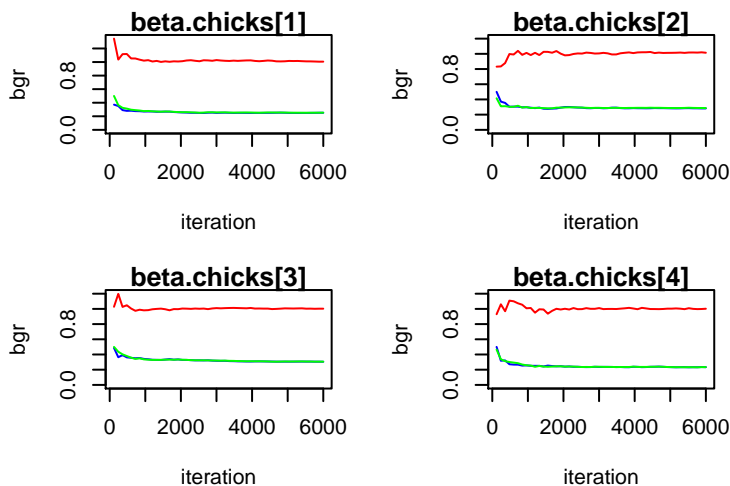 beta.chicks[1]
bgr
0.0 0.8
0 2000 4000 6000
iteration
beta.chicks[2]
bgr
0.0 0.8
0 2000 4000 6000
iteration
beta.chicks[3]
bgr
0.0 0.8
0 2000 4000 6000
iteration
beta.chicks[4]
bgr
0.0 0.8
0 2000 4000 6000
iteration